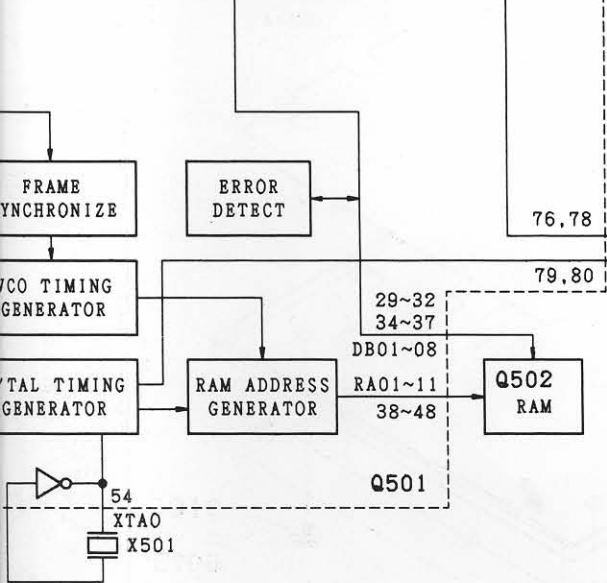 FRAME
YNCHRONIZE
ERROR
DETECT
76,78
79,80
VCO TIMING
GENERATOR
29~32
34~37
DB01~08
TAL TIMING
GENERATOR
RAM ADDRESS
GENERATOR
RA01~11
38~48
Q502
RAM
Q501
54
XTAO
X501